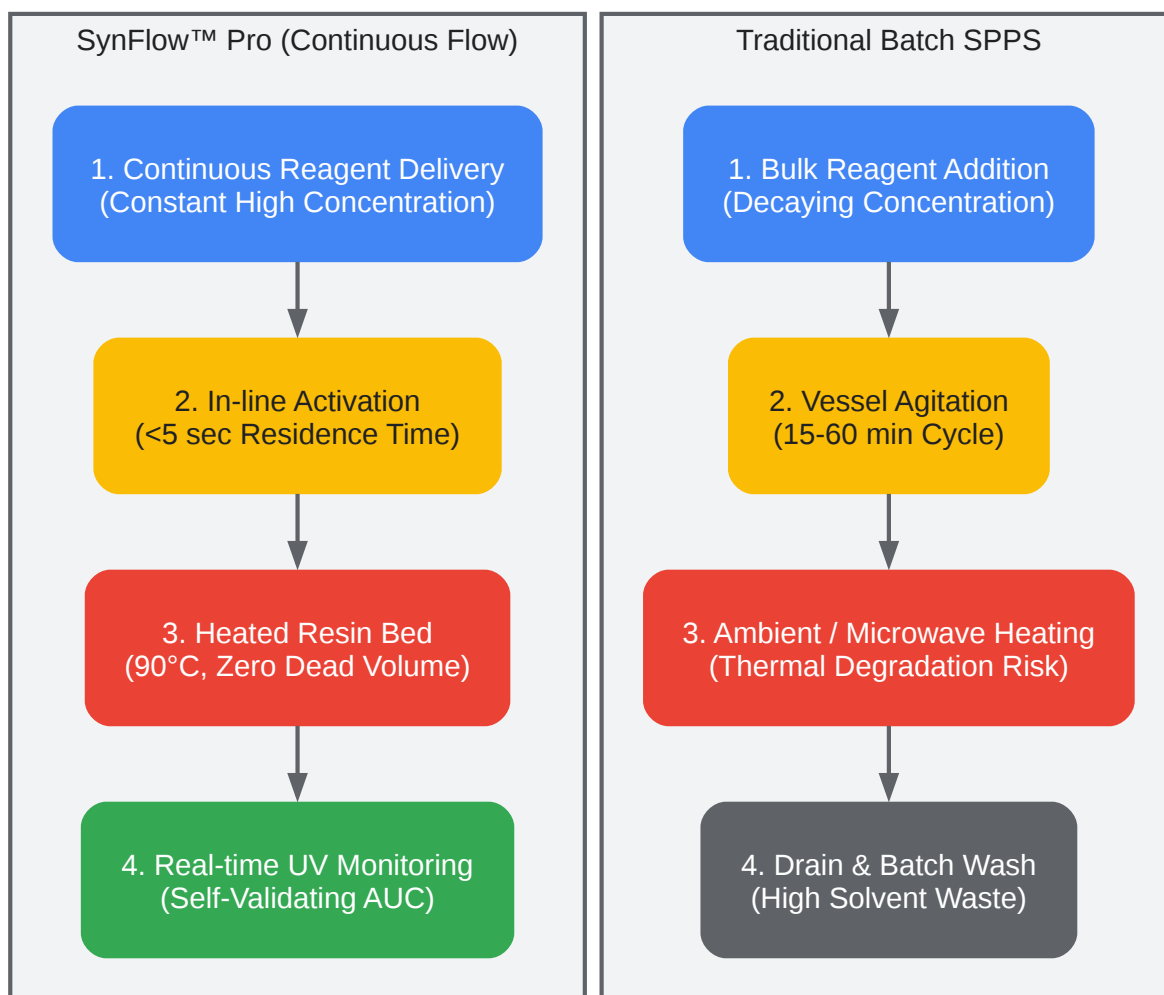 SynFlow™ Pro (Continuous Flow)
1. Continuous Reagent Delivery
(Constant High Concentration)
2. In-line Activation
(<5 sec Residence Time)
3. Heated Resin Bed
(90°C, Zero Dead Volume)
4. Real-time UV Monitoring
(Self-Validating AUC)
Traditional Batch SPPS
1. Bulk Reagent Addition
(Decaying Concentration)
2. Vessel Agitation
(15-60 min Cycle)
3. Ambient / Microwave Heating
(Thermal Degradation Risk)
4. Drain & Batch Wash
(High Solvent Waste)